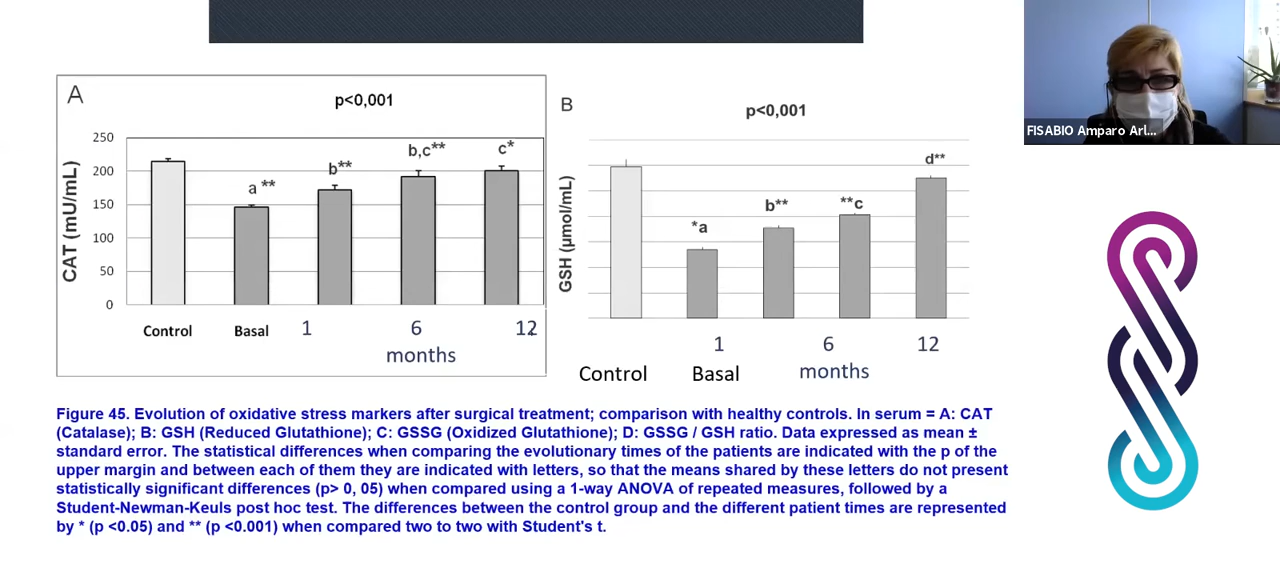 A
p<0,001
CAT (mU/mL)
250
200
150
100
50
0
a **
b**
b,c**
c*
Control
Basal
1
6
12
months
B
p<0,001
GSH (µmol/mL)
*a
b**
**c
d**
1
6
12
Control
Basal
months
FISABIO Amparo Arl...
Figure 45. Evolution of oxidative stress markers after surgical treatment; comparison with healthy controls. In serum = A: CAT
(Catalase); B: GSH (Reduced Glutathione); C: GSSG (Oxidized Glutathione); D: GSSG / GSH ratio. Data expressed as mean ±
standard error. The statistical differences when comparing the evolutionary times of the patients are indicated with the p of the
upper margin and between each of them they are indicated with letters, so that the means shared by these letters do not present
statistically significant differences (p> 0, 05) when compared using a 1-way ANOVA of repeated measures, followed by a
Student-Newman-Keuls post hoc test. The differences between the control group and the different patient times are represented
by * (p <0.05) and ** (p <0.001) when compared two to two with Student's t.